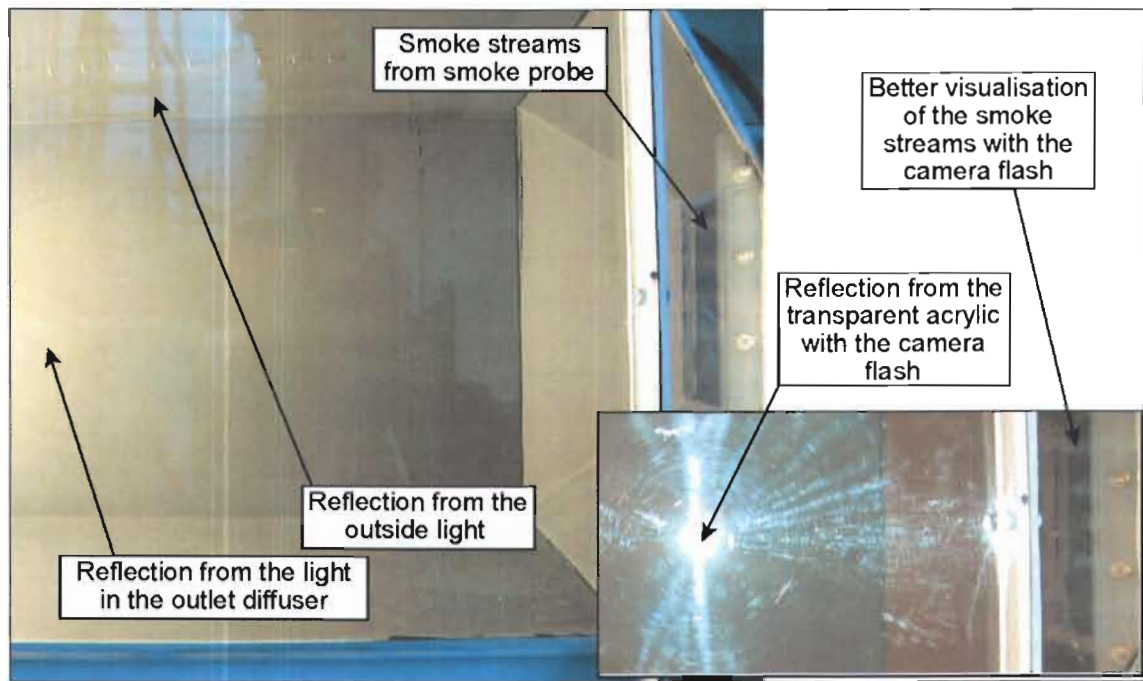 Smoke streams
from smoke probe
Better visualisation
of the smoke
streams with the
camera flash
Reflection from the
transparent acrylic
with the camera
flash
Reflection from the
outside light
Reflection from the light
in the outlet diffuser